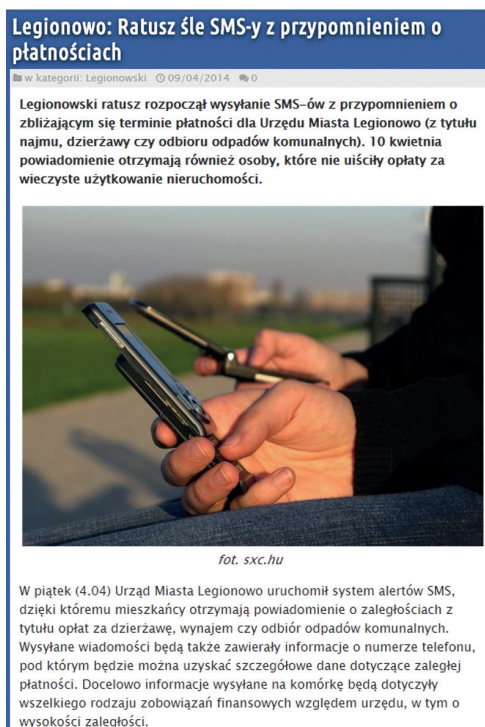 Legionowo: Ratusz śle SMS-y z przypomnieniem o
płatnościach
w kategorii: Legionowski 09/04/2014 0
Legionowski ratusz rozpoczął wysyłanie SMS-ów z przypomnieniem o
zbliżającym się terminie płatności dla Urzędu Miasta Legionowo (z tytułu
najmu, dzierżawy czy odbioru odpadów komunalnych). 10 kwietnia
powiadomienie otrzymają również osoby, które nie uiściły opłaty za
wieczyste użytkowanie nieruchomości.
fot. sxc.hu
W piątek (4.04) Urząd Miasta Legionowo uruchomił system alertów SMS,
dzięki któremu mieszkańcy otrzymają powiadomienie o zaległościach z
tytułu opłat za dzierżawę, wynajem czy odbiór odpadów komunalnych.
Wysyłane wiadomości będą także zawierały informacje o numerze telefonu,
pod którym będzie można uzyskać szczegółowe dane dotyczące zaległej
płatności. Docelowo informacje wysyłane na komórkę będą dotyczyły
wszelkiego rodzaju zobowiązań finansowych względem urzędu, w tym o
wysokości zaległości.